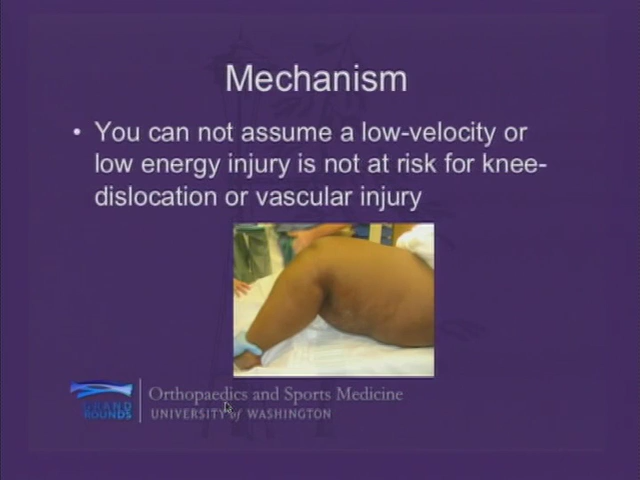 Mechanism
• You can not assume a low-velocity or
low energy injury is not at risk for knee-
dislocation or vascular injury
GRAND
ROUNDS
Orthopaedics and Sports Medicine
UNIVERSITY of WASHINGTON